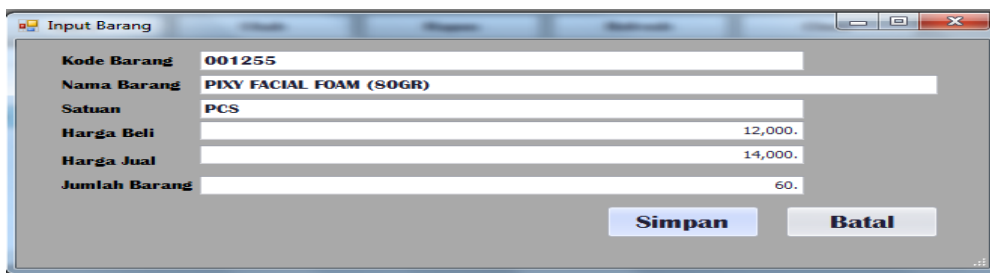 Input Barang
Kode Barang 001255
Nama Barang PIXY FACIAL FOAM (80GR)
Satuan PCS
Harga Beli 12,000.
Harga Jual 14,000.
Jumlah Barang 60.
Simpan Batal